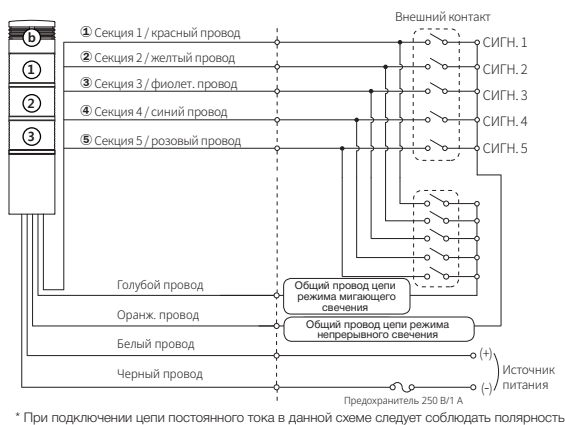 Внешний контакт
b
① Секция 1 / красный провод
СИГН. 1
1
② Секция 2 / желтый провод
СИГН. 2
2
③ Секция 3 / фиолет. провод
СИГН. 3
3
④ Секция 4 / синий провод
СИГН. 4
⑤ Секция 5 / розовый провод
СИГН. 5
Голубой провод
Общий провод цепи
режима мигающего
свечения
Оранж. провод
Общий провод цепи режима
непрерывного свечения
Белый провод
(+)
Источник
питания
Черный провод
(-)
Предохранитель 250 В/1 А
* При подключении цепи постоянного тока в данной схеме следует соблюдать полярность